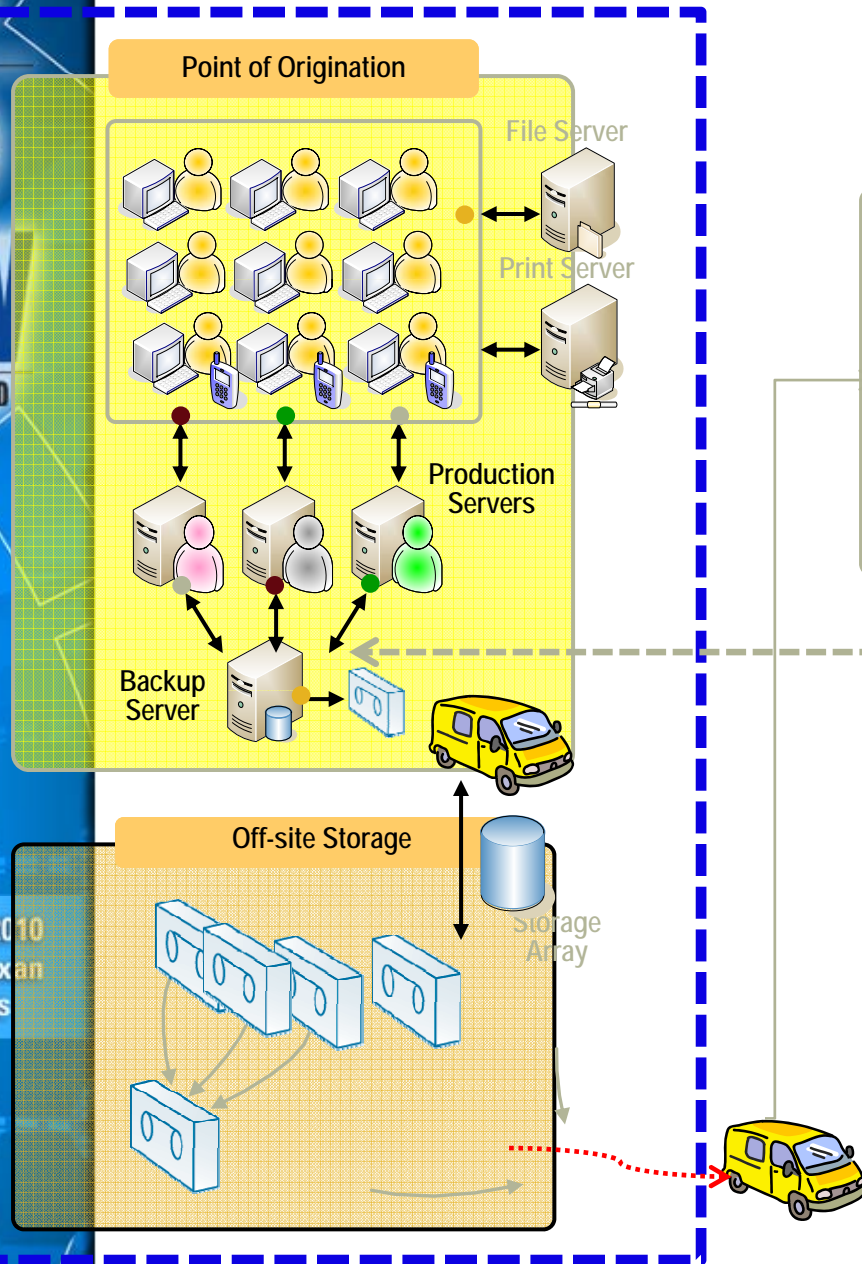 Point of Origination
File Server
Print Server
Production
Servers
Backup
Server
Off-site Storage
Storage
Array